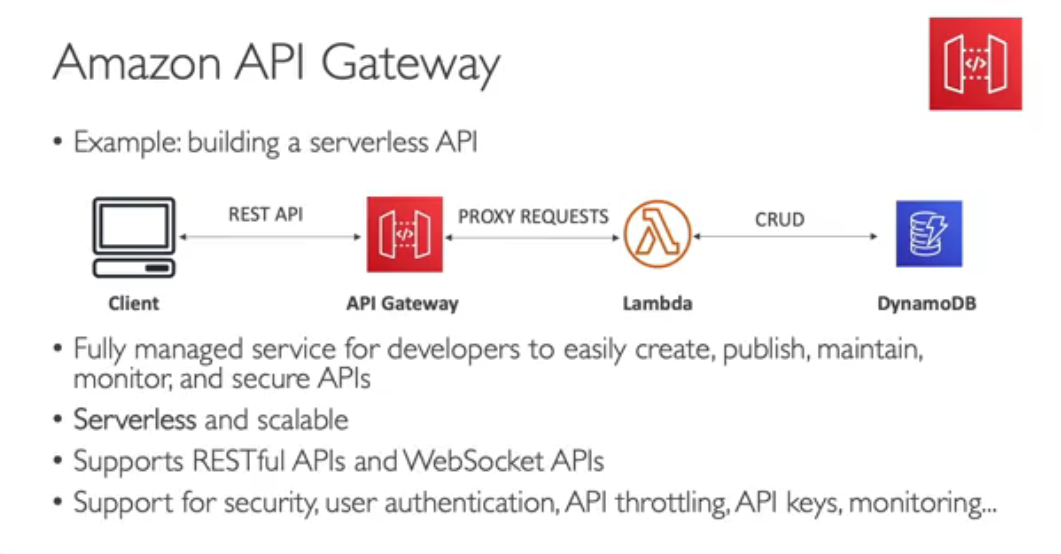 Amazon API Gateway
</>
• Example: building a serverless API
REST API
PROXY REQUESTS
CRUD
</>
Client
API Gateway
Lambda
DynamoDB
• Fully managed service for developers to easily create, publish, maintain,
monitor, and secure APIs
• Serverless and scalable
• Supports RESTful APIs and WebSocket APIs
• Support for security, user authentication, API throttling, API keys, monitoring...